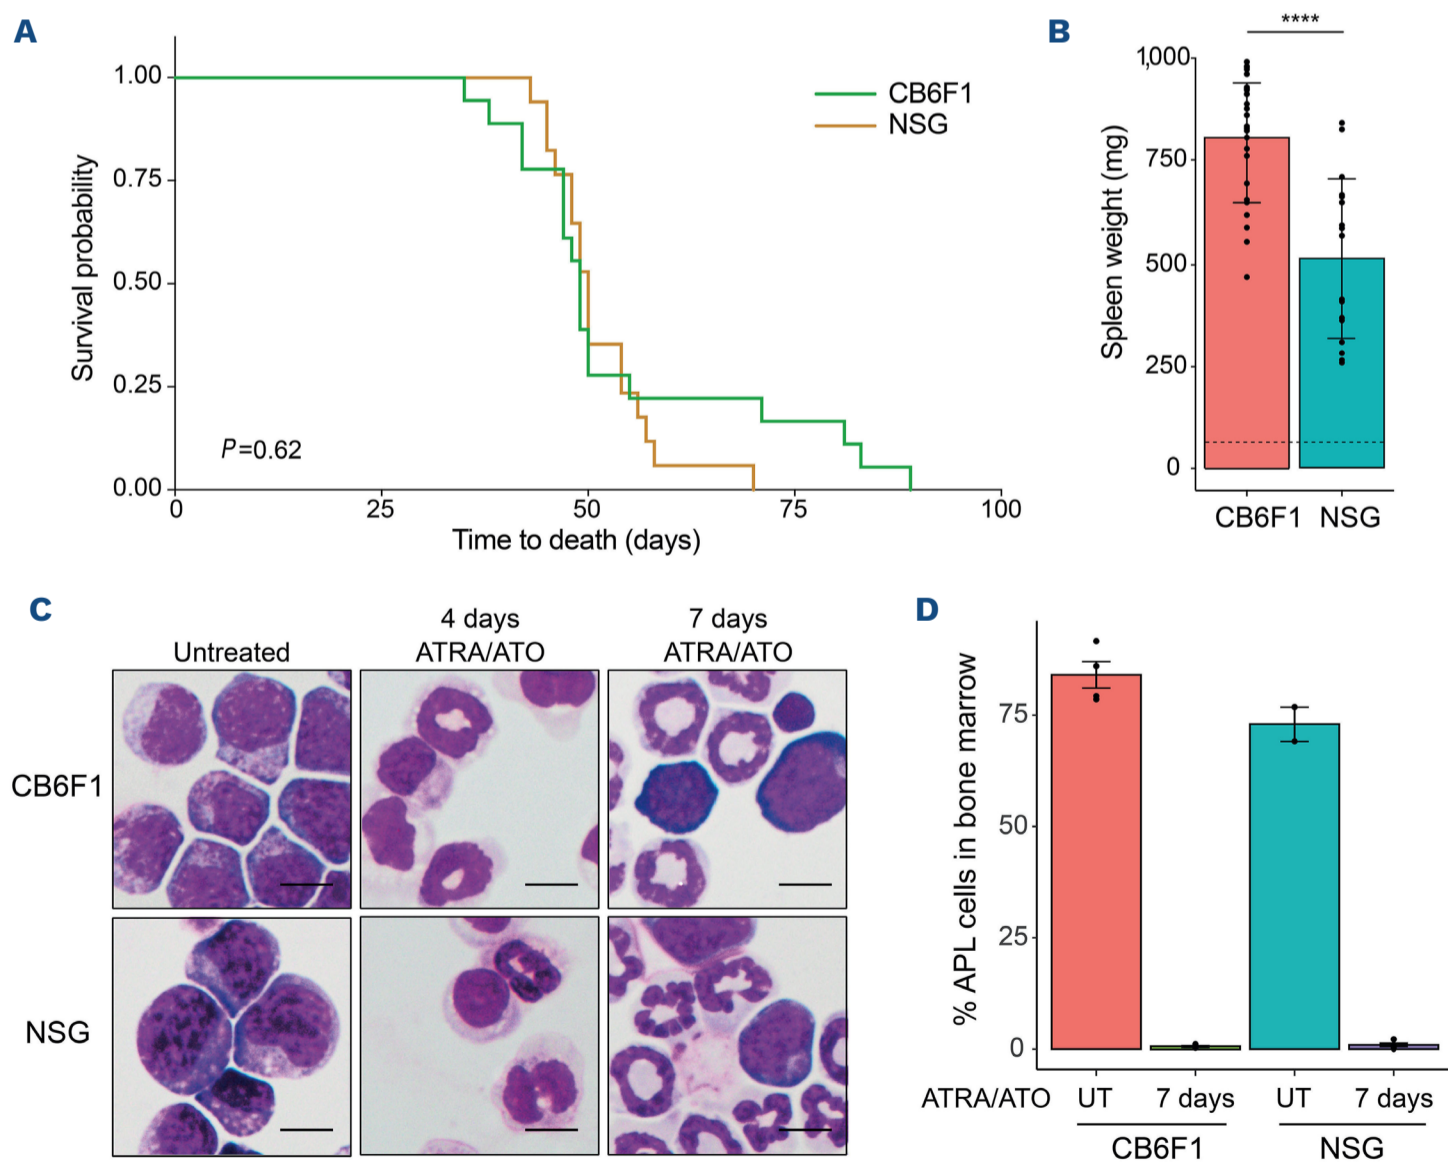 A
1.00
0.75
0.50
0.25
0.00
Survival probability
CB6F1
NSG
P=0.62
0 25 50 75 100
Time to death (days)
B
****
1,000
750
500
250
0
Spleen weight (mg)
CB6F1 NSG
C
Untreated
4 days
ATRA/ATO
7 days
ATRA/ATO
CB6F1
NSG
D
75
50
25
0
% APL cells in bone marrow
ATRA/ATO UT 7 days UT 7 days
CB6F1 NSG